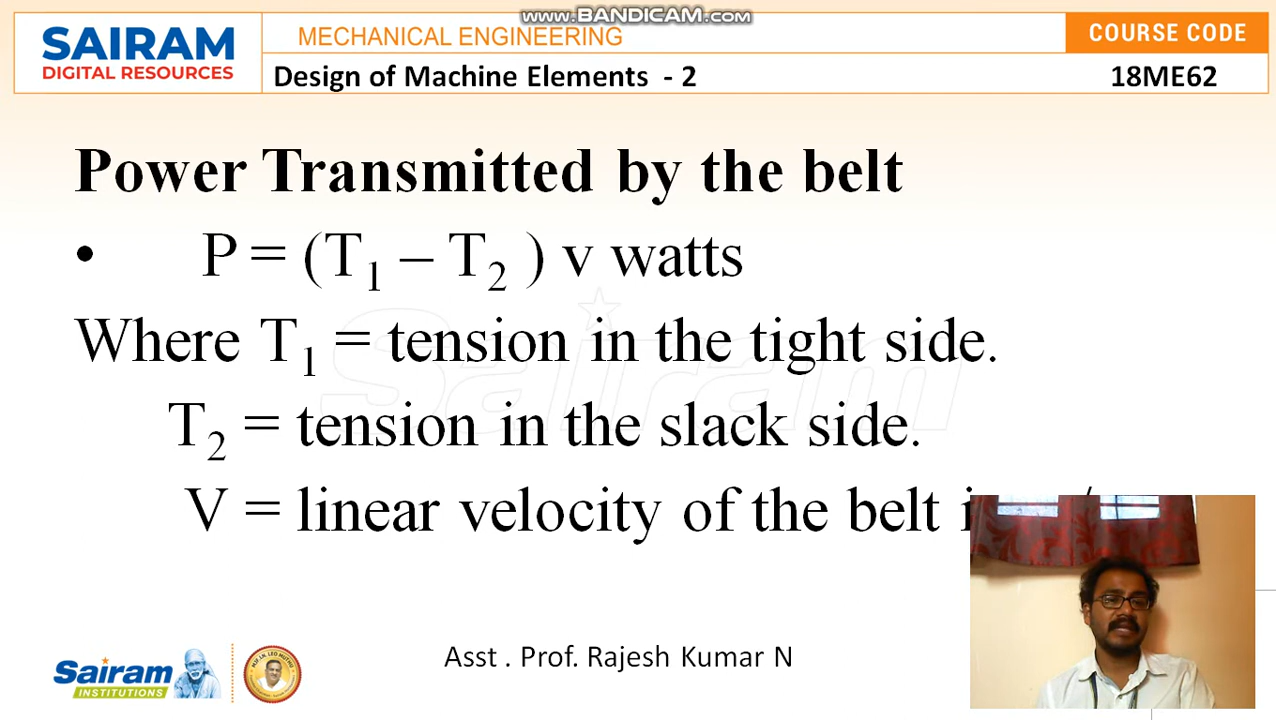 www.BANDICAM.com
SAIRAM
DIGITAL RESOURCES
MECHANICAL ENGINEERING
COURSE CODE
Design of Machine Elements - 2
18ME62
Power Transmitted by the belt
• P = (T1 – T2 ) v watts
Where T1 = tension in the tight side.
T2 = tension in the slack side.
V = linear velocity of the belt
Sairam
Sairam
INSTITUTIONS
Asst . Prof. Rajesh Kumar N